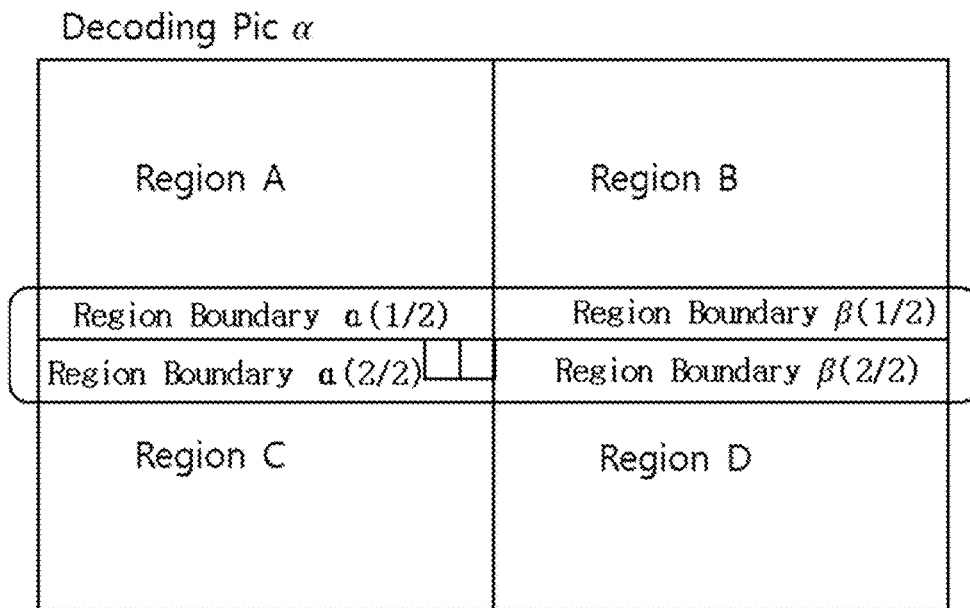 Decoding Pic α
Region A
Region B
Region Boundary α(1/2)
Region Boundary β(1/2)
Region Boundary α(2/2)
Region Boundary β(2/2)
Region C
Region D